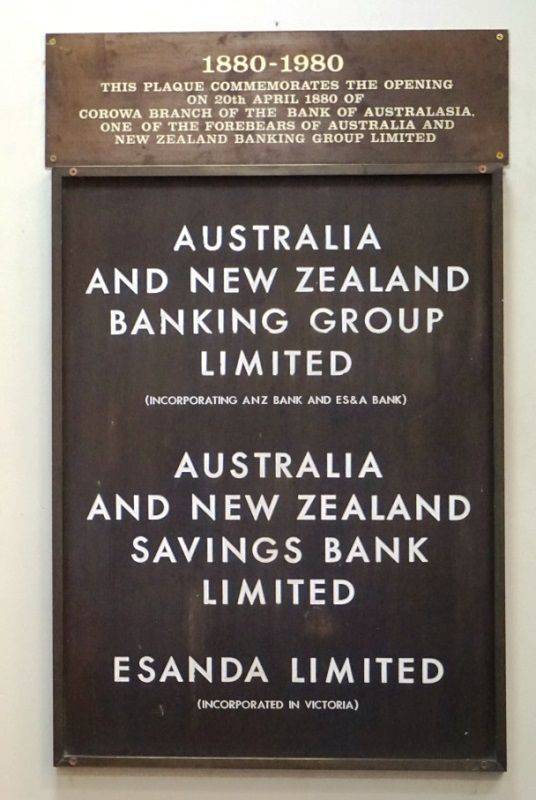 1880-1980
THIS PLAQUE COMMEMORATES THE OPENING
ON 20th APRIL 1880 OF
COROWA BRANCH OF THE BANK OF AUSTRALASIA,
ONE OF THE FOREBEARS OF AUSTRALIA AND
NEW ZEALAND BANKING GROUP LIMITED
AUSTRALIA
AND NEW ZEALAND
BANKING GROUP
LIMITED
(INCORPORATING ANZ BANK AND ES&A BANK)
AUSTRALIA
AND NEW ZEALAND
SAVINGS BANK
LIMITED
ESANDA LIMITED
(INCORPORATED IN VICTORIA)